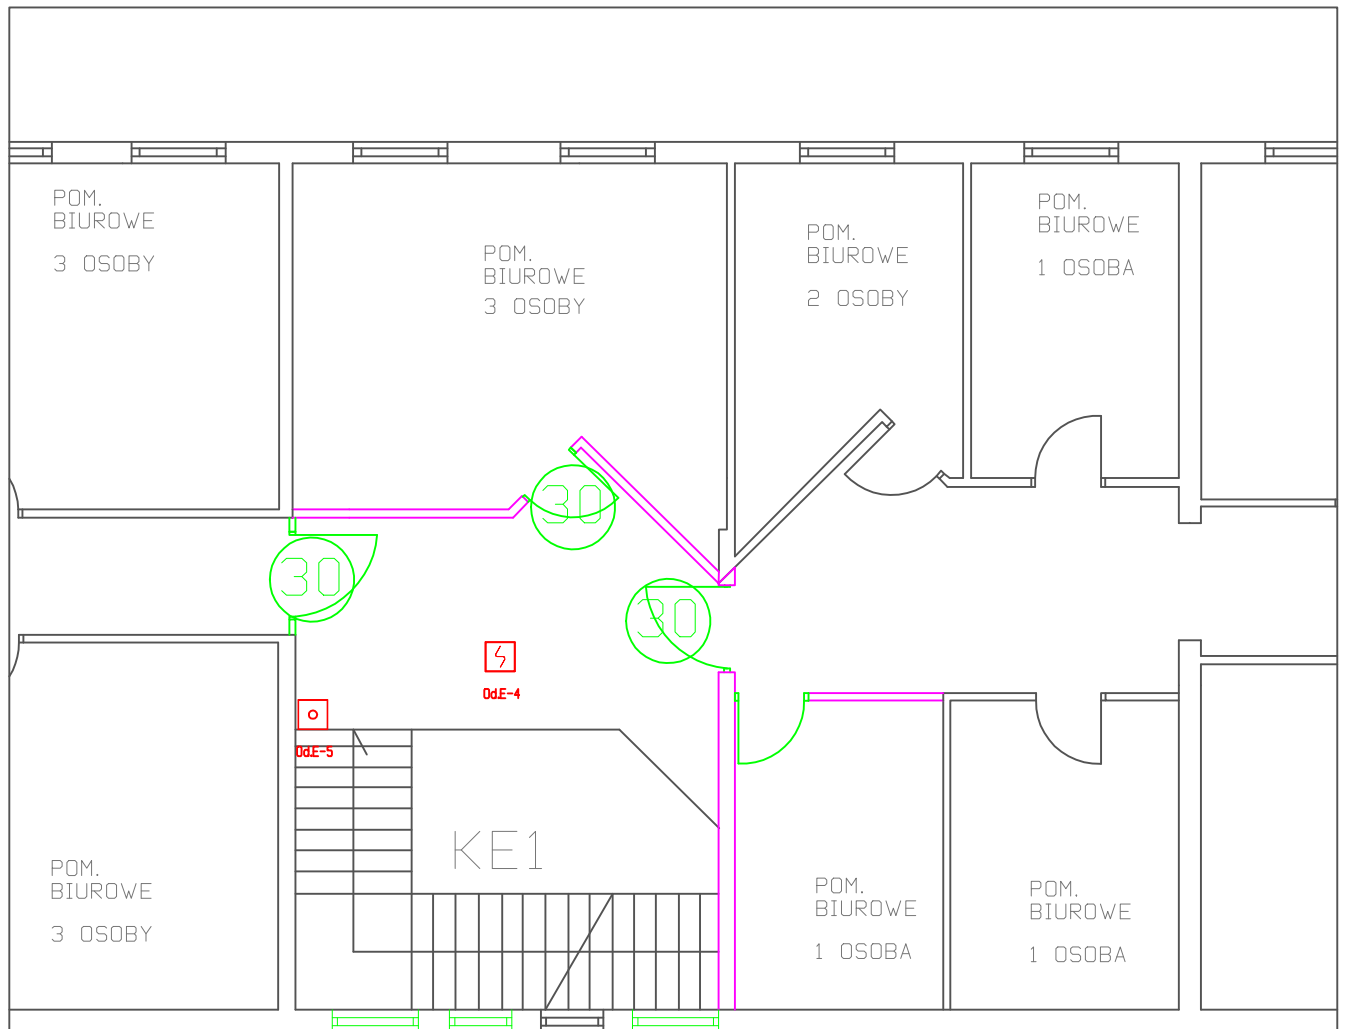 POM.
BIUROWE
3 OSOBY
POM.
BIUROWE
3 OSOBY
POM.
BIUROWE
2 OSOBY
POM.
BIUROWE
1 OSOBA
30
30
30
Od.E-4
Od.E-5
KE1
POM.
BIUROWE
3 OSOBY
POM.
BIUROWE
1 OSOBA
POM.
BIUROWE
1 OSOBA